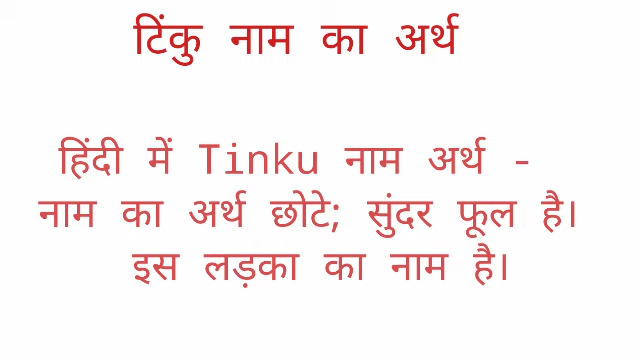 टिंकु नाम का अर्थ
हिंदी में Tinku नाम अर्थ -
नाम का अर्थ छोटे; सुंदर फूल है।
इस लड़का का नाम है।